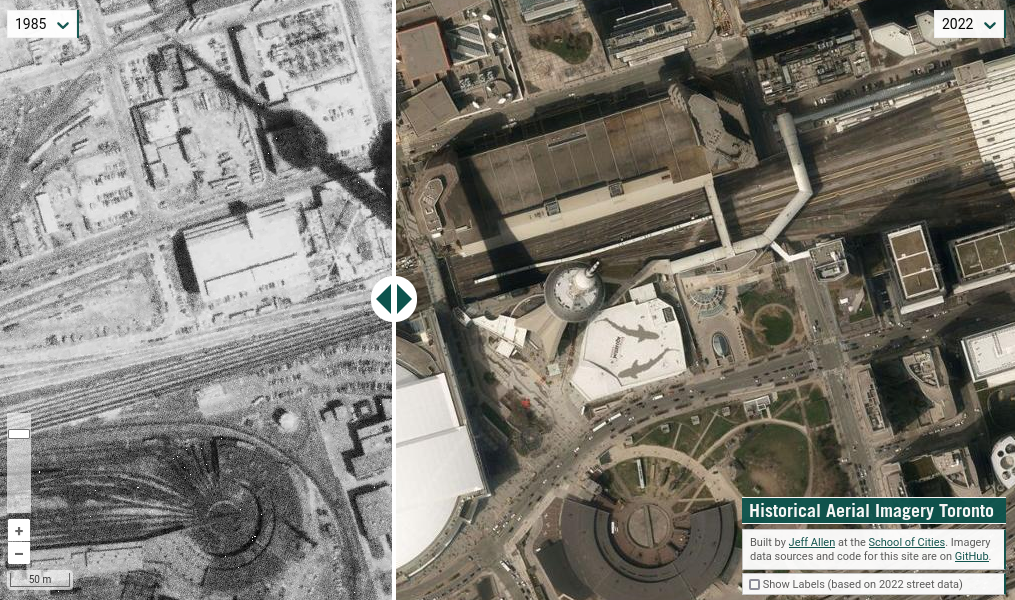 1985
2022
+
−
50 m
Historical Aerial Imagery Toronto
Built by Jeff Allen at the School of Cities. Imagery
data sources and code for this site are on GitHub.
Show Labels (based on 2022 street data)